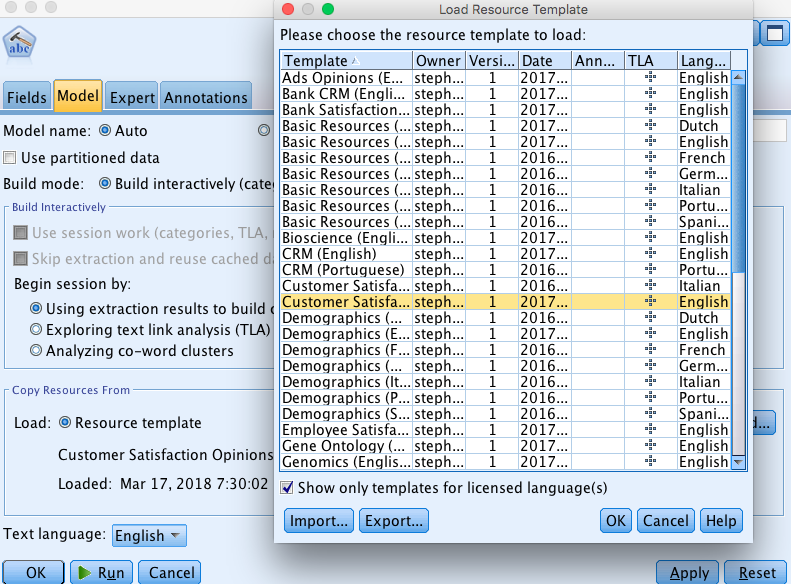 Load Resource Template
Please choose the resource template to load:
Template Owner Versi... Date Ann... TLA Lang...
Ads Opinions (E... steph... 1 2017... English
Bank CRM (Engli... steph... 1 2017... English
Bank Satisfaction... steph... 1 2017... English
Basic Resources (... steph... 1 2017... Dutch
Basic Resources (... steph... 1 2017... English
Basic Resources (... steph... 1 2016... French
Basic Resources (... steph... 1 2016... Germ...
Basic Resources (... steph... 1 2016... Italian
Basic Resources (... steph... 1 2016... Portu...
Basic Resources (... steph... 1 2016... Spani...
Bioscience (Engli... steph... 1 2017... English
CRM (English) steph... 1 2017... English
CRM (Portuguese) steph... 1 2016... Portu...
Customer Satisfa... steph... 1 2016... Italian
Customer Satisfa... steph... 1 2017... English
Demographics (... steph... 1 2016... Dutch
Demographics (E... steph... 1 2017... English
Demographics (F... steph... 1 2016... French
Demographics (... steph... 1 2016... Germ...
Demographics (It... steph... 1 2016... Italian
Demographics (P... steph... 1 2016... Portu...
Demographics (S... steph... 1 2016... Spani...
Employee Satisfa... steph... 1 2017... English
Gene Ontology (... steph... 1 2017... English
Genomics (Englis... steph... 1 2017... English
Show only templates for licensed language(s)
Import... Export... OK Cancel Help
abc
Fields Model Expert Annotations
Model name: Auto
Use partitioned data
Build mode: Build interactively (cate
Build Interactively
Use session work (categories, TLA,
Skip extraction and reuse cached da
Begin session by:
Using extraction results to build c
Exploring text link analysis (TLA)
Analyzing co-word clusters
Copy Resources From
Load: Resource template
Customer Satisfaction Opinions
Loaded: Mar 17, 2018 7:30:02
Text language: English
OK Run Cancel Apply Reset